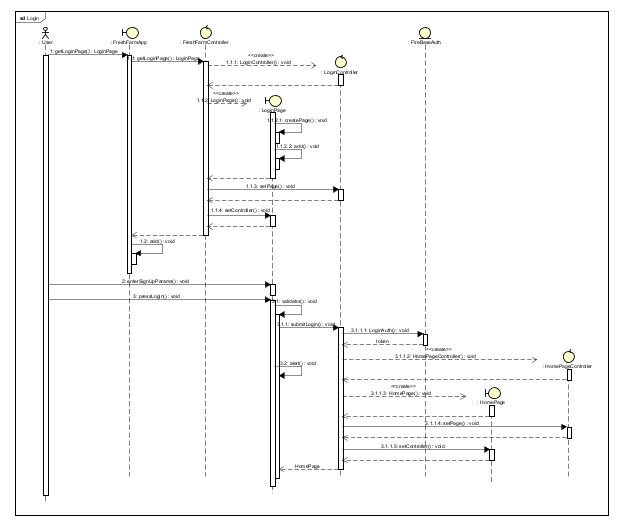 sd Login
: User
: FreshFarmApp
: FreshFarmController
: FireBaseAuth
1: getLoginPage() : LoginPage
1.1: getLoginPage() : LoginPage
<<create>>
1.1.1: LoginController() : void
: LoginController
<<create>>
1.1.2: LoginPage() : void
: LoginPage
1.1.2.1: createPage() : void
1.1.2.2: add() : void
1.1.3: setPage() : void
1.1.4: setController() : void
1.2: add() : void
2: enterSignUpParams() : void
3: pressLogin() : void
3.1: validator() : void
3.1.1: submitLogin() : void
3.1.1.1: LoginAuth() : void
token
<<create>>
3.1.1.2: HomePageController() : void
: HomePageController
3.2: alert() : void
<<create>>
3.1.1.3: HomePage() : void
: HomePage
3.1.1.4: setPage() : void
3.1.1.5: setController() : void
HomePage